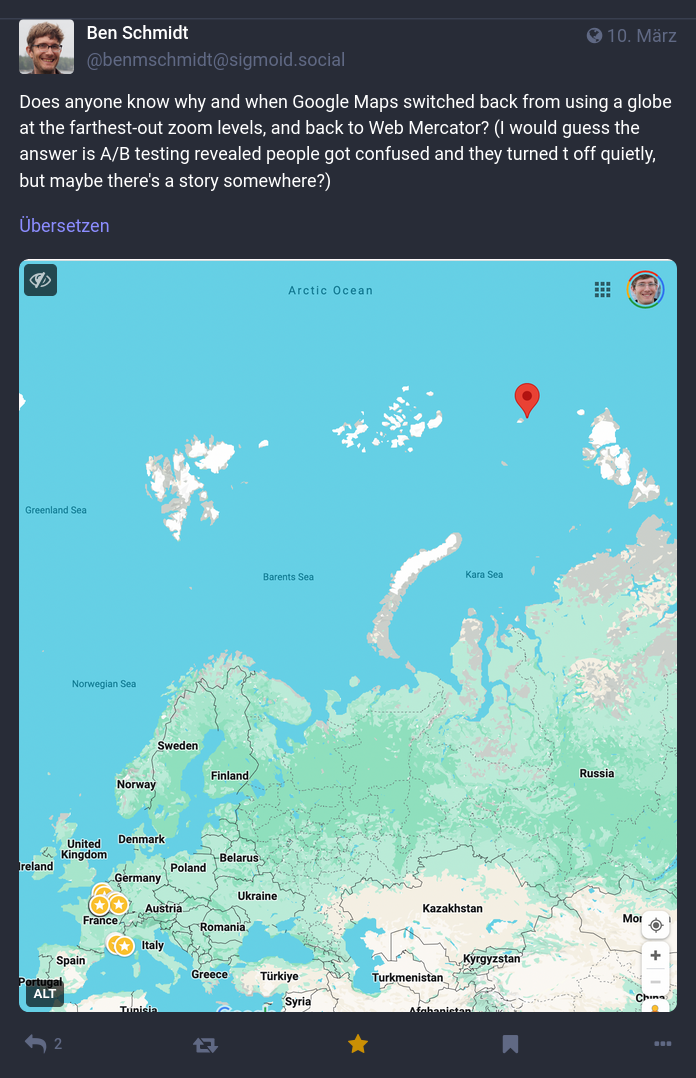 Ben Schmidt
10. März
@benmschmidt@sigmoid.social
Does anyone know why and when Google Maps switched back from using a globe
at the farthest-out zoom levels, and back to Web Mercator? (I would guess the
answer is A/B testing revealed people got confused and they turned t off quietly,
but maybe there's a story somewhere?)
Übersetzen
Arctic Ocean
Greenland Sea
Barents Sea
Kara Sea
Norwegian Sea
Sweden
Russia
Finland
Norway
Denmark
United
Kingdom
Belarus
Ireland
Poland
Germany
Ukraine
Austria
Kazakhstan
France
Romania
Italy
Spain
Kyrgyzstan
Greece
Türkiye
Turkmenistan
Portugal
ALT
Syria
2